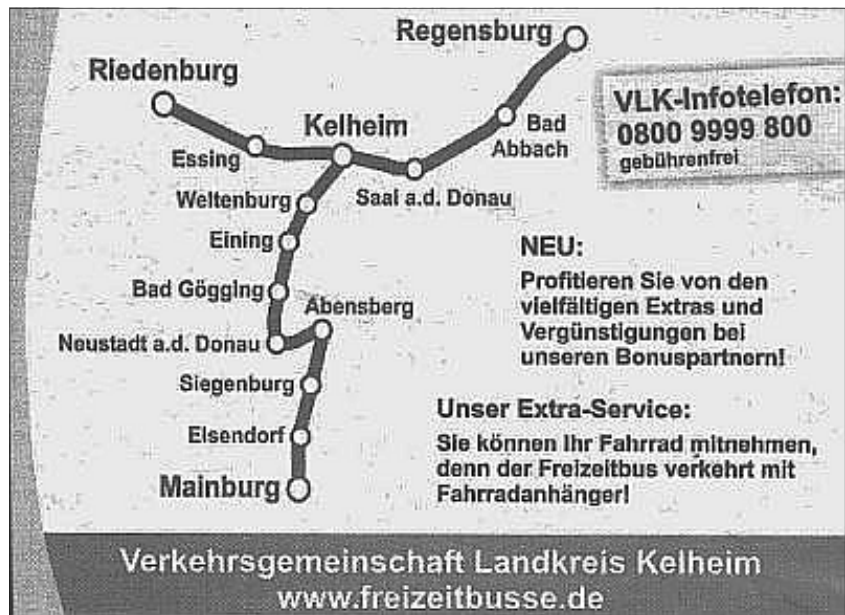 Regensburg
Riedenburg
VLK-Infotelefon:
0800 9999 800
gebührenfrei
Kelheim
Bad
Abbach
Essing
Saal a.d. Donau
Weltenburg
Eining
NEU:
Profitieren Sie von den
vielfältigen Extras und
Vergünstigungen bei
unseren Bonuspartnern!
Bad Gögging
Abensberg
Neustadt a.d. Donau
Siegenburg
Unser Extra-Service:
Sie können Ihr Fahrrad mitnehmen,
denn der Freizeitbus verkehrt mit
Fahrradanhänger!
Elsendorf
Mainburg
Verkehrsgemeinschaft Landkreis Kelheim
www.freizeitbusse.de